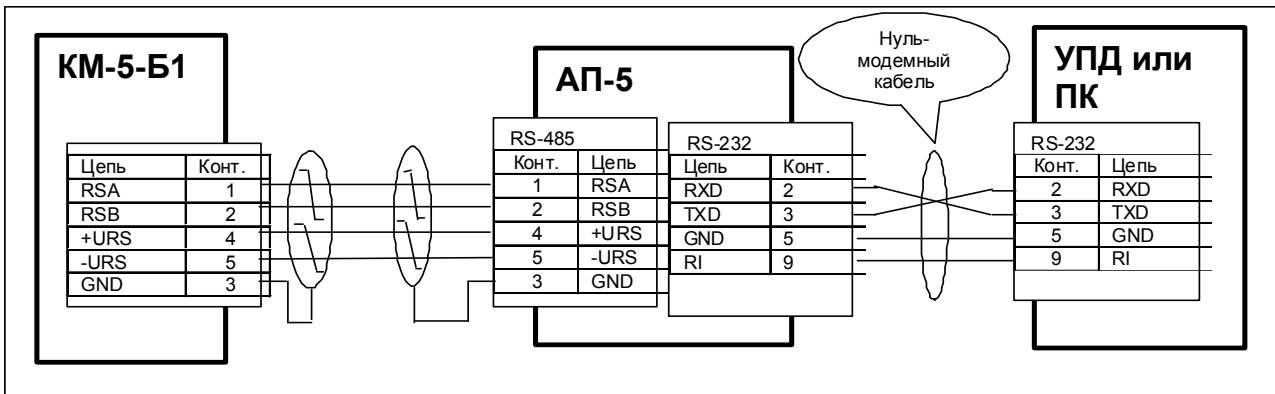 КМ-5-Б1
Цепь Конт.
RSA 1
RSB 2
+URS 4
-URS 5
GND 3
АП-5
RS-485
Конт. Цепь
1 RSA
2 RSB
4 +URS
5 -URS
3 GND
RS-232
Цепь Конт.
RXD 2
TXD 3
GND 5
RI 9
Нуль-
модемный
кабель
УПД или
ПК
RS-232
Конт. Цепь
2 RXD
3 TXD
5 GND
9 RI